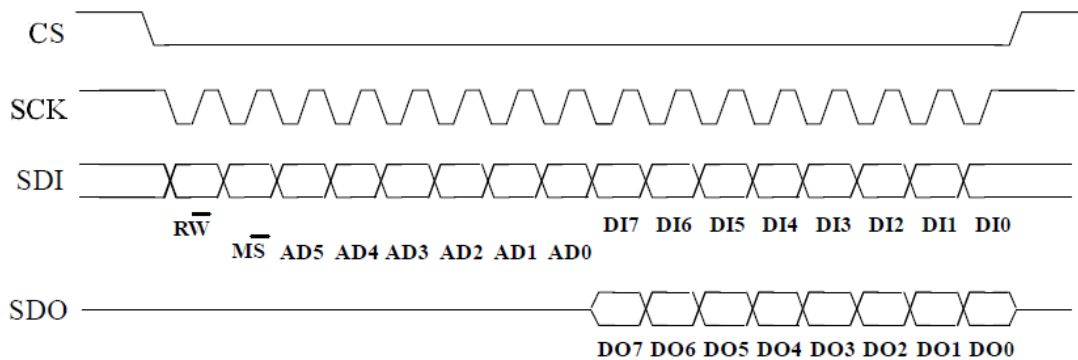 CS
SCK
SDI
RW̅ DI7 DI6 DI5 DI4 DI3 DI2 DI1 DI0
MS̅ AD5 AD4 AD3 AD2 AD1 AD0
SDO
DO7 DO6 DO5 DO4 DO3 DO2 DO1 DO0